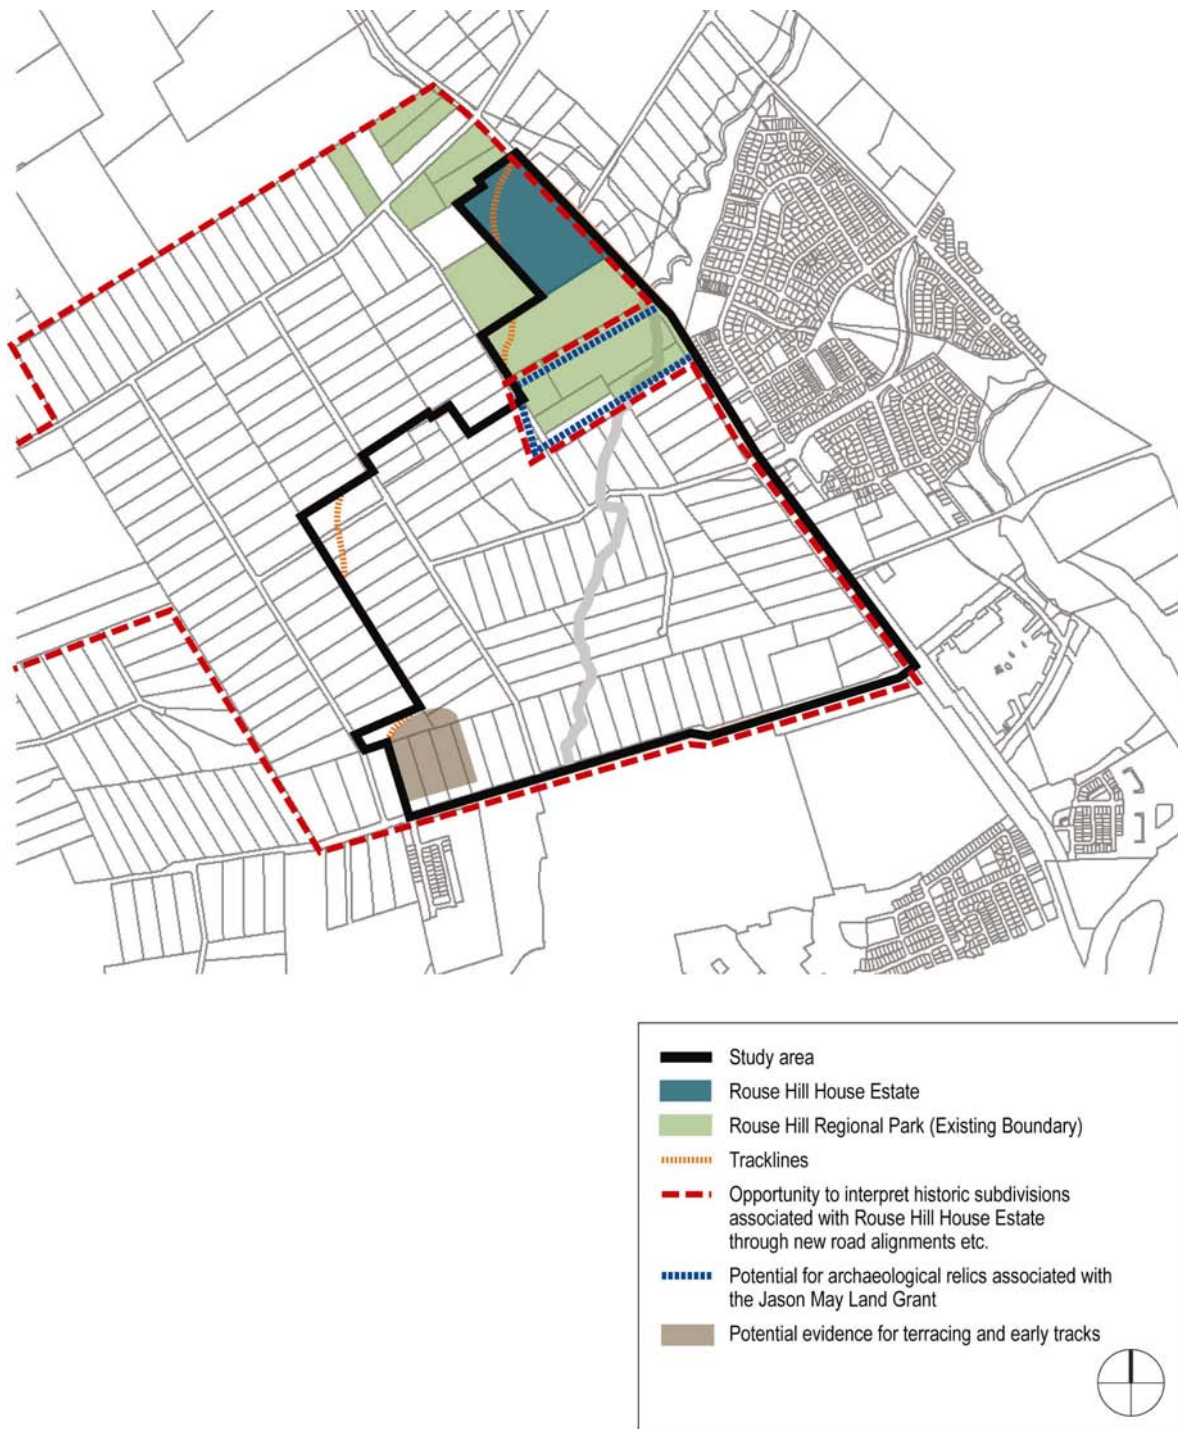 Study area
Rouse Hill House Estate
Rouse Hill Regional Park (Existing Boundary)
Tracklines
Opportunity to interpret historic subdivisions
associated with Rouse Hill House Estate
through new road alignments etc.
Potential for archaeological relics associated with
the Jason May Land Grant
Potential evidence for terracing and early tracks